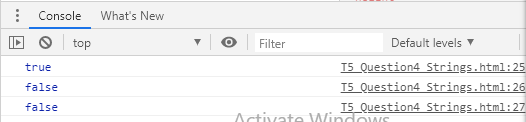 Console What's New
top Filter Default levels
true T5_Question4_Strings.html:25
false T5_Question4_Strings.html:26
false T5_Question4_Strings.html:27
Activate Windows